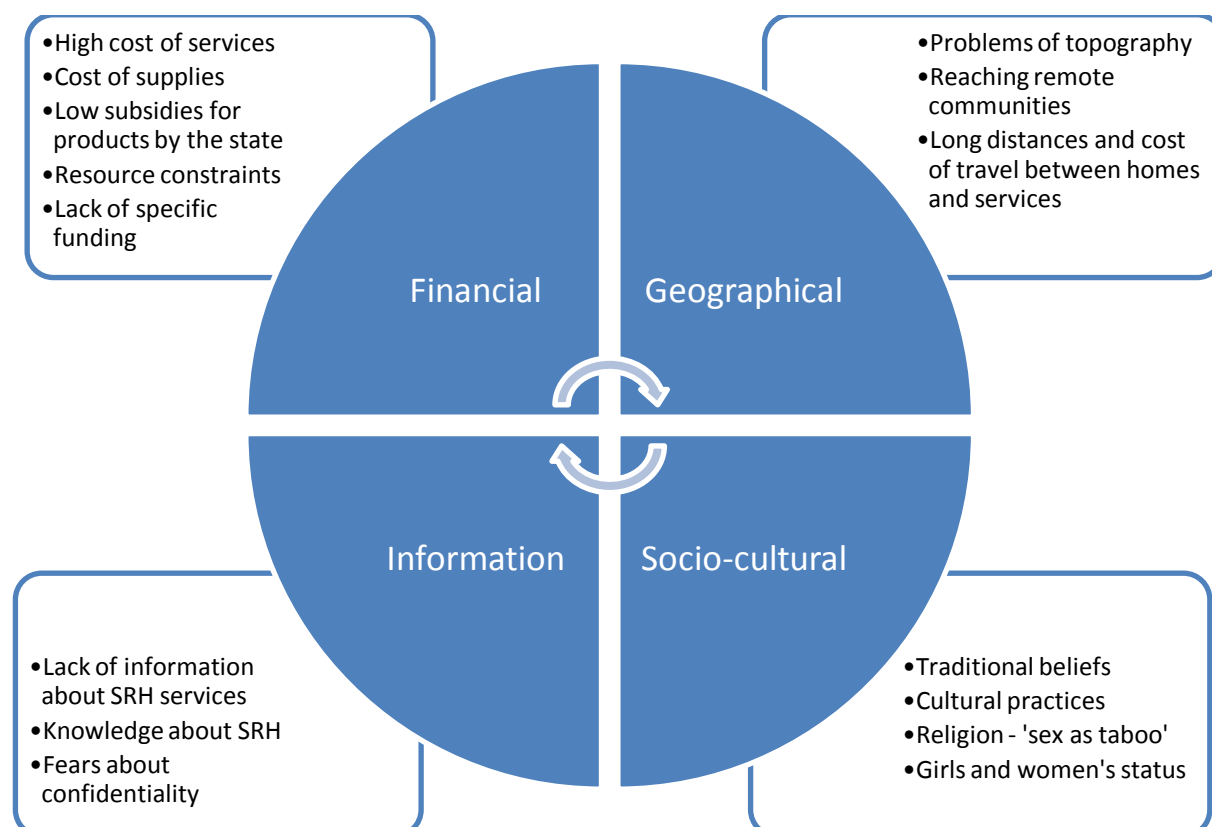 •High cost of services
•Cost of supplies
•Low subsidies for
products by the state
•Resource constraints
•Lack of specific
funding
•Problems of topography
•Reaching remote
communities
•Long distances and cost
of travel between homes
and services
Financial
Geographical
Information
Socio-cultural
•Lack of information
about SRH services
•Knowledge about SRH
•Fears about
confidentiality
•Traditional beliefs
•Cultural practices
•Religion - 'sex as taboo'
•Girls and women's status